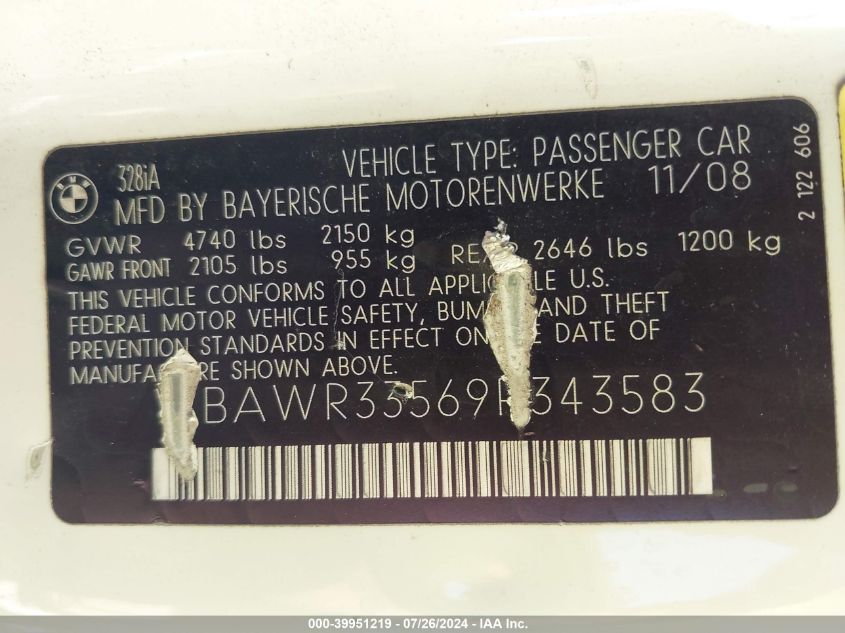 BMW
328iA VEHICLE TYPE: PASSENGER CAR
MFD BY BAYERISCHE MOTORENWERKE 11/08
GVWR 4740 lbs 2150 kg
GAWR FRONT 2105 lbs 955 kg 2646 lbs 1200 kg
THIS VEHICLE CONFORMS TO ALL U.S.
FEDERAL MOTOR VEHICLE SAFETY, AND THEFT
PREVENTION STANDARDS IN EFFECT ON DATE OF
SHOWN ABOVE.
BAWR33569 343583
2 122 606
000-39951219 - 07/26/2024 - IAA Inc.